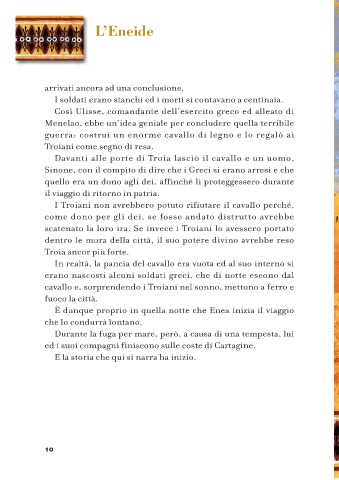 L'Eneide
arrivati ancora ad una conclusione.
I soldati erano stanchi ed i morti si contavano a centinaia.
Così Ulisse, comandante dell'esercito greco ed alleato di
Menelao, ebbe un'idea geniale per concludere quella terribile
guerra: costruì un enorme cavallo di legno e lo regalò ai
Troiani come segno di resa.
Davanti alle porte di Troia lasciò il cavallo e un uomo,
Sinone, con il compito di dire che i Greci si erano arresi e che
quello era un dono agli dei, affinché li proteggessero durante
il viaggio di ritorno in patria.
I Troiani non avrebbero potuto rifiutare il cavallo perché,
come dono per gli dei, se fosse andato distrutto avrebbe
scatenato la loro ira. Se invece i Troiani lo avessero portato
dentro le mura della città, il suo potere divino avrebbe reso
Troia ancor più forte.
In realtà, la pancia del cavallo era vuota ed al suo interno si
erano nascosti alcuni soldati greci, che di notte escono dal
cavallo e, sorprendendo i Troiani nel sonno, mettono a ferro e
fuoco la città.
È dunque proprio in quella notte che Enea inizia il viaggio
che lo condurrà lontano.
Durante la fuga per mare, però, a causa di una tempesta, lui
ed i suoi compagni finiscono sulle coste di Cartagine.
E la storia che qui si narra ha inizio.
10